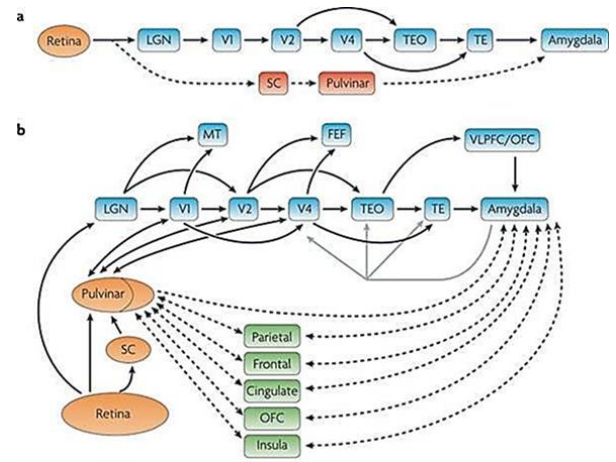 a
Retina LGN V1 V2 V4 TEO TE Amygdala
SC Pulvinar
b
MT FEF VLPFC/OFC
LGN V1 V2 V4 TEO TE Amygdala
Pulvinar
Parietal
SC
Frontal
Cingulate
Retina
OFC
Insula